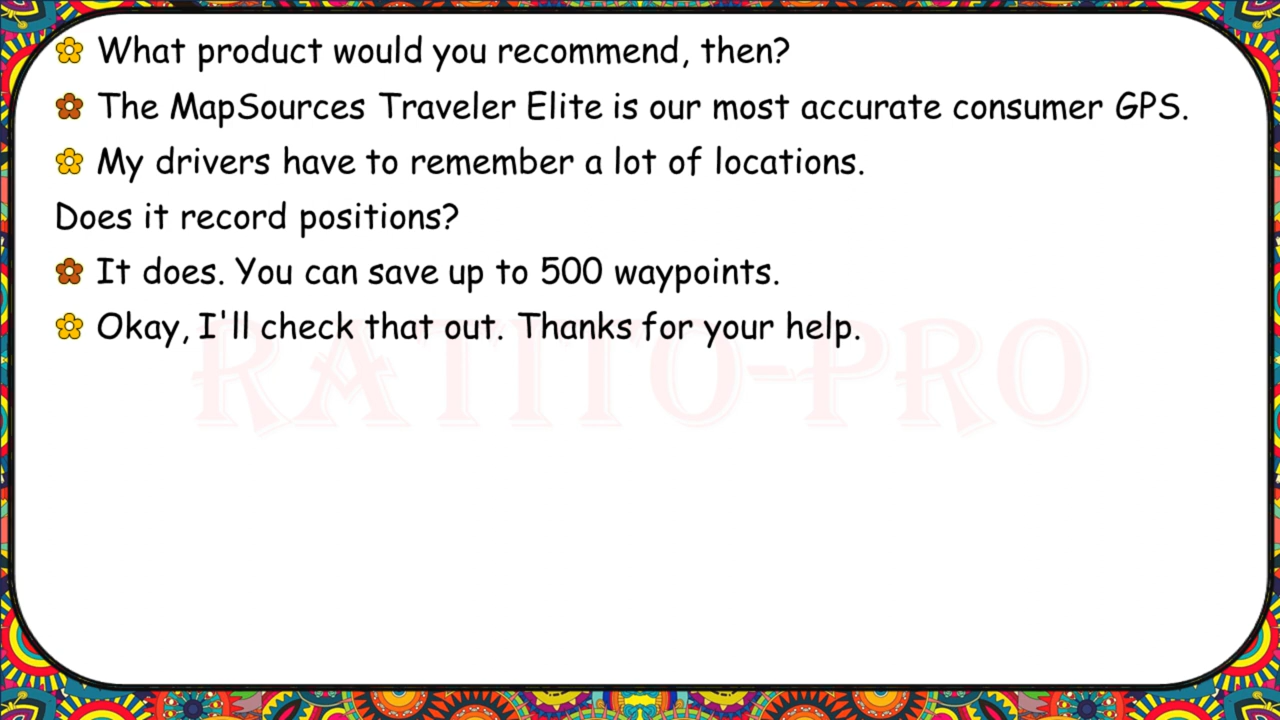 What product would you recommend, then?
The MapSources Traveler Elite is our most accurate consumer GPS.
My drivers have to remember a lot of locations.
Does it record positions?
It does. You can save up to 500 waypoints.
Okay, I'll check that out. Thanks for your help.
RATITO-PRO